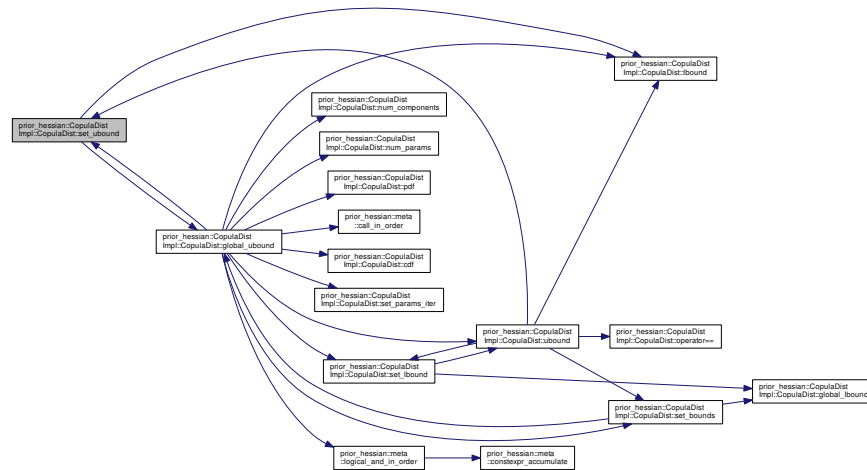 prior_hessian::CopulaDist
Impl::CopulaDist::set_ubound
prior_hessian::CopulaDist
Impl::CopulaDist::global_ubound
prior_hessian::CopulaDist
Impl::CopulaDist::num_components
prior_hessian::CopulaDist
Impl::CopulaDist::num_params
prior_hessian::CopulaDist
Impl::CopulaDist::pdf
prior_hessian::meta
::call_in_order
prior_hessian::CopulaDist
Impl::CopulaDist::cdf
prior_hessian::CopulaDist
Impl::CopulaDist::set_params_iter
prior_hessian::CopulaDist
Impl::CopulaDist::set_lbound
prior_hessian::meta
::logical_and_in_order
prior_hessian::CopulaDist
Impl::CopulaDist::ubound
prior_hessian::meta
::constexpr_accumulate
prior_hessian::CopulaDist
Impl::CopulaDist::lbound
prior_hessian::CopulaDist
Impl::CopulaDist::operator==
prior_hessian::CopulaDist
Impl::CopulaDist::set_bounds
prior_hessian::CopulaDist
Impl::CopulaDist::global_lbound